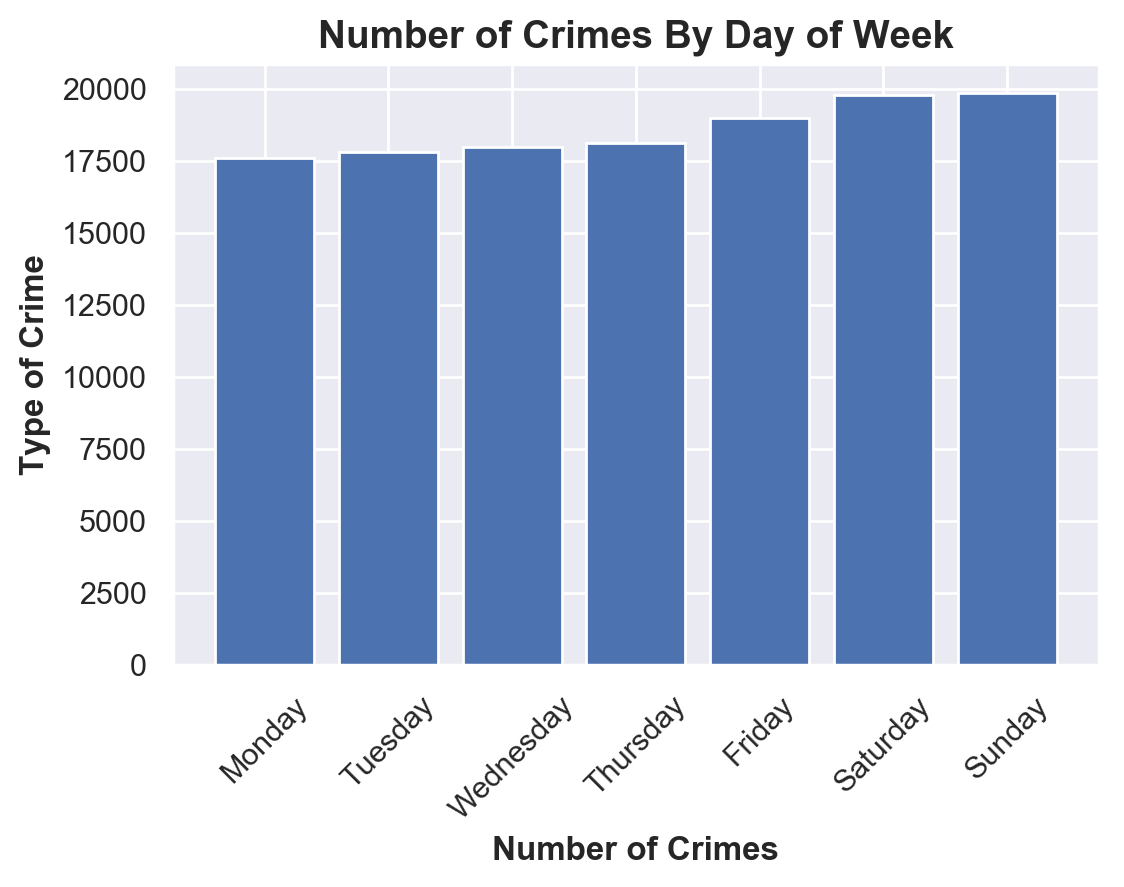 Number of Crimes By Day of Week
Type of Crime
20000
17500
15000
12500
10000
7500
5000
2500
0
Monday
Tuesday
Wednesday
Thursday
Friday
Saturday
Sunday
Number of Crimes